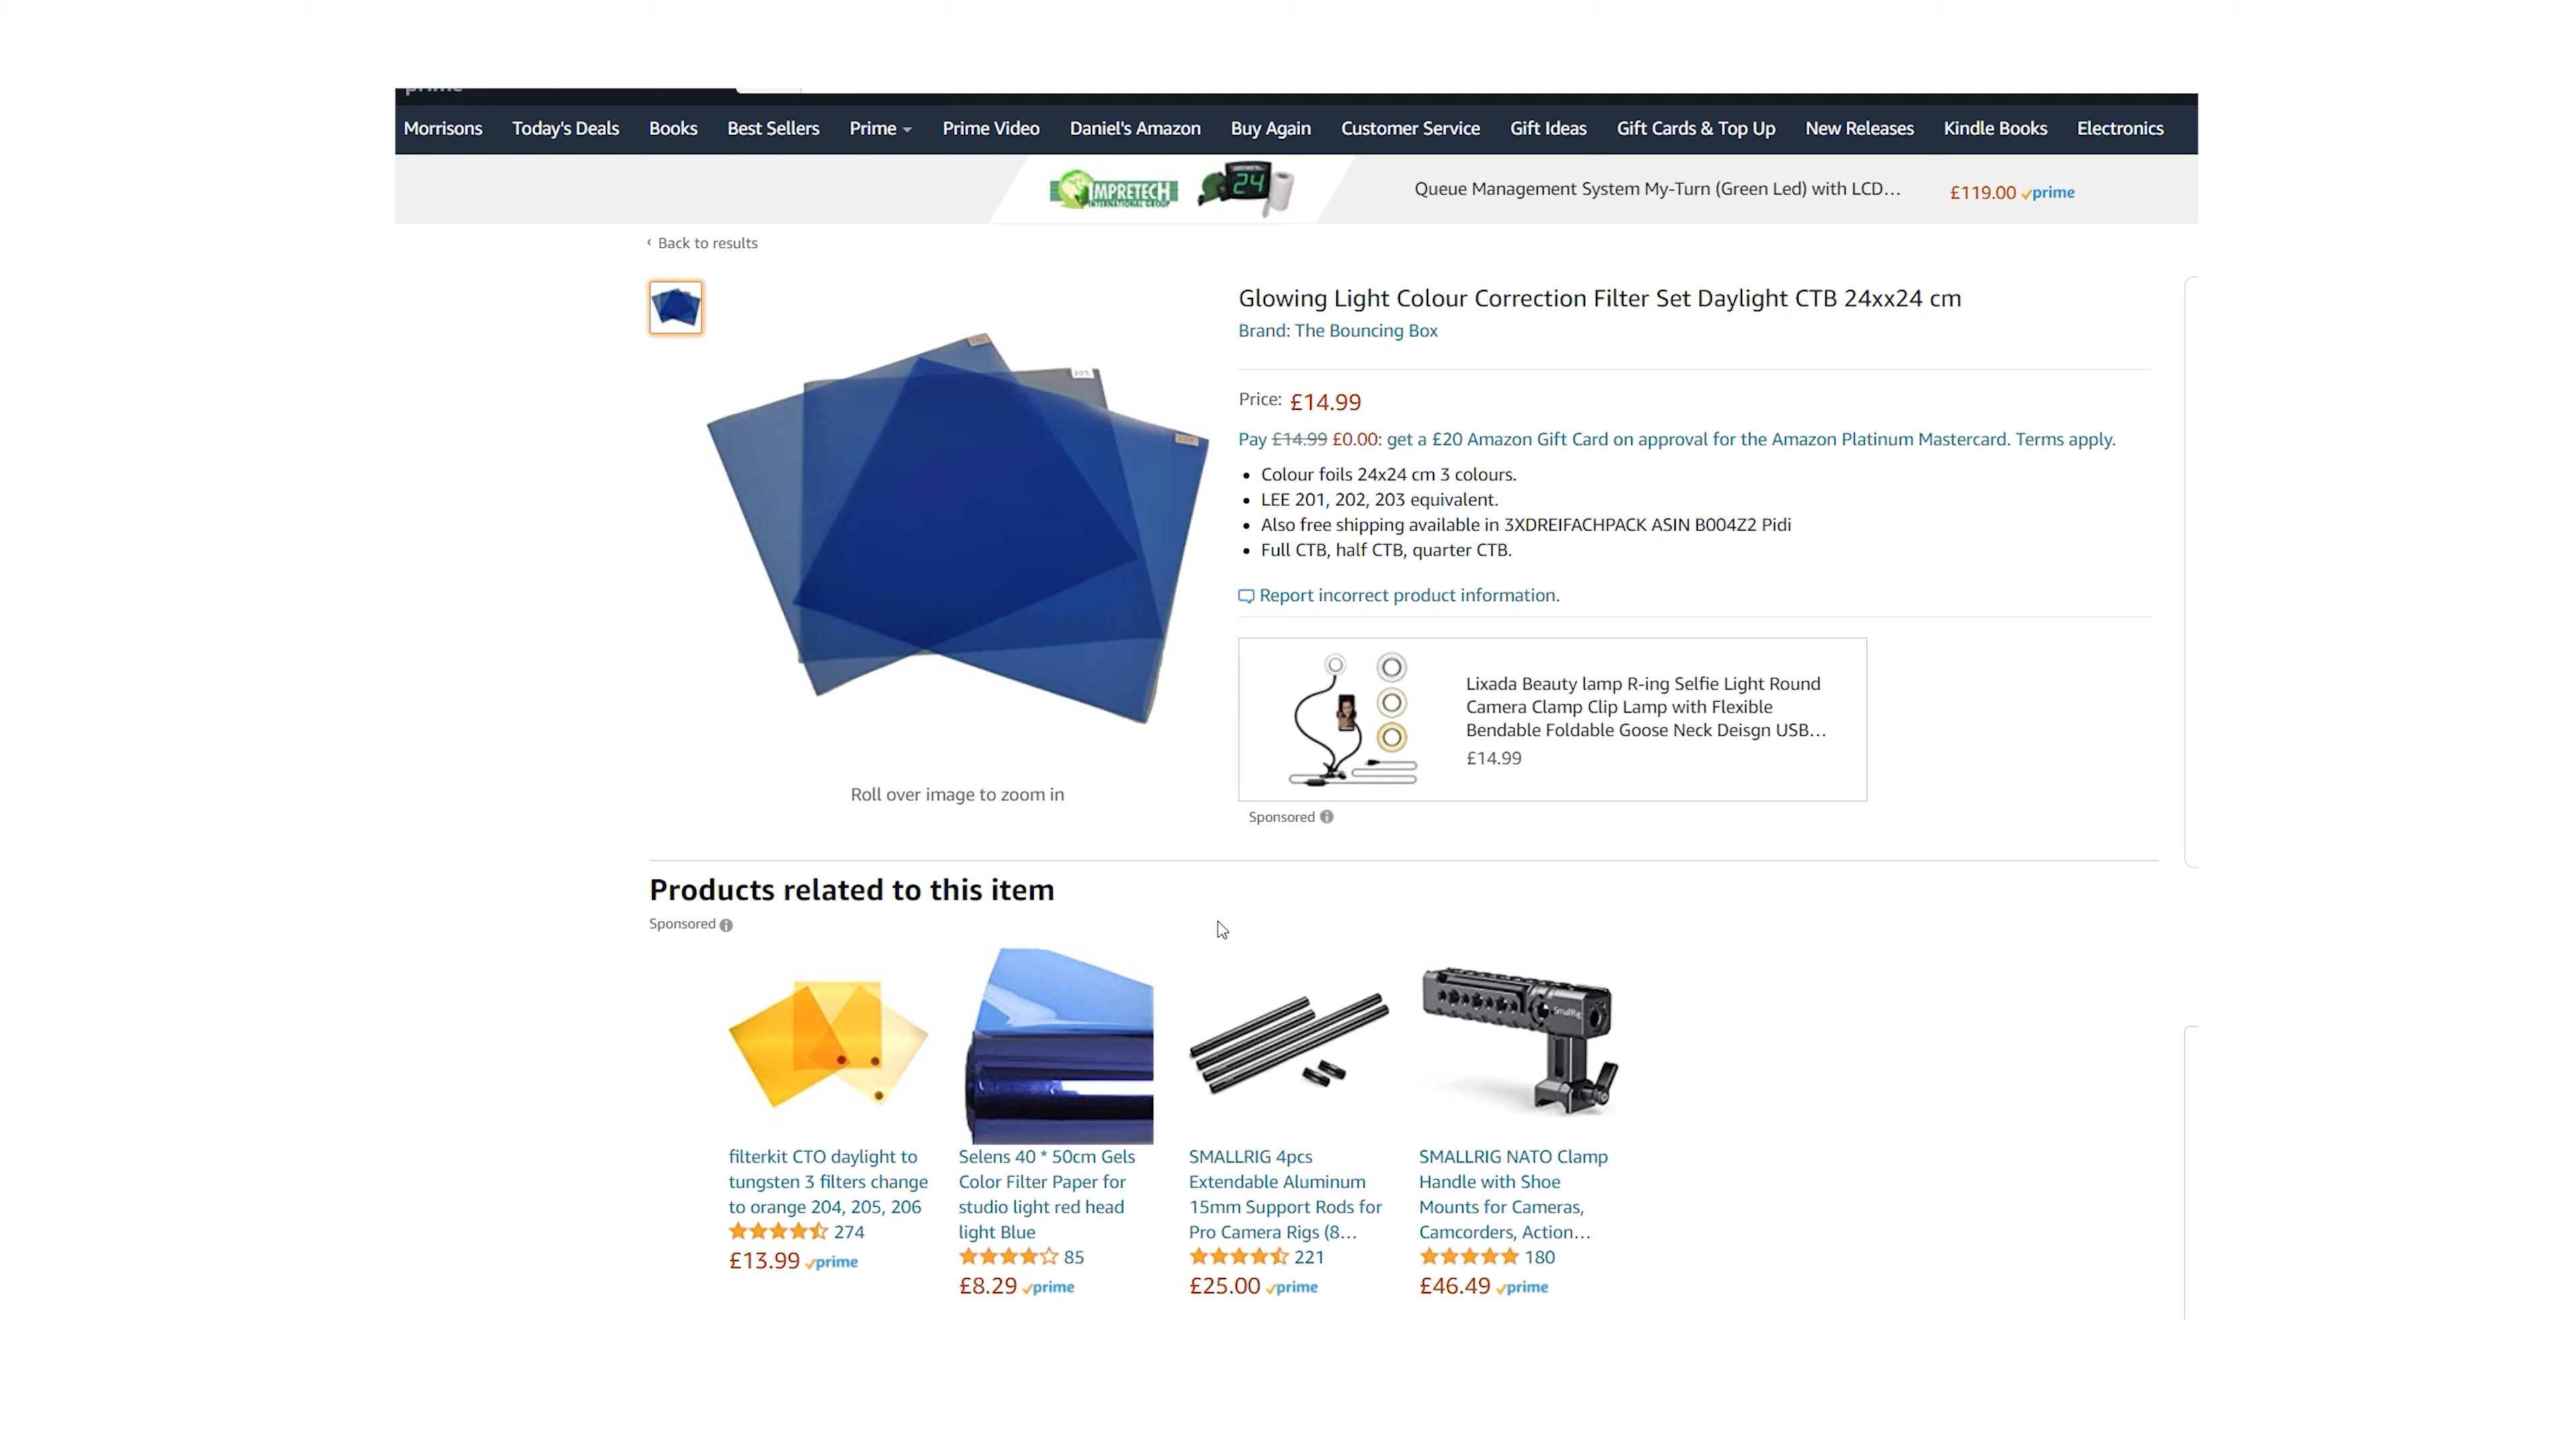 Morrisons Today's Deals Books Best Sellers Prime Prime Video Daniel's Amazon Buy Again Customer Service Gift Ideas Gift Cards & Top Up New Releases Kindle Books Electronics
IMPRETECH
INTERNATIONAL GROUP
24
Queue Management System My-Turn (Green Led) with LCD…
£119.00 prime
‹ Back to results
Glowing Light Colour Correction Filter Set Daylight CTB 24xx24 cm
Brand: The Bouncing Box
Price: £14.99
Pay £14.99 £0.00: get a £20 Amazon Gift Card on approval for the Amazon Platinum Mastercard. Terms apply.
• Colour foils 24x24 cm 3 colours.
• LEE 201, 202, 203 equivalent.
• Also free shipping available in 3XDREIFACHPACK ASIN B004Z2 Pidi
• Full CTB, half CTB, quarter CTB.
Report incorrect product information.
Roll over image to zoom in
Lixada Beauty lamp R-ing Selfie Light Round
Camera Clamp Clip Lamp with Flexible
Bendable Foldable Goose Neck Deisgn USB…
£14.99
Sponsored
Products related to this item
Sponsored
filterkit CTO daylight to
tungsten 3 filters change
to orange 204, 205, 206
274
£13.99 prime
Selens 40 * 50cm Gels
Color Filter Paper for
studio light red head
light Blue
85
£8.29 prime
SMALLRIG 4pcs
Extendable Aluminum
15mm Support Rods for
Pro Camera Rigs (8…
221
£25.00 prime
SmallRig
SMALLRIG NATO Clamp
Handle with Shoe
Mounts for Cameras,
Camcorders, Action…
180
£46.49 prime